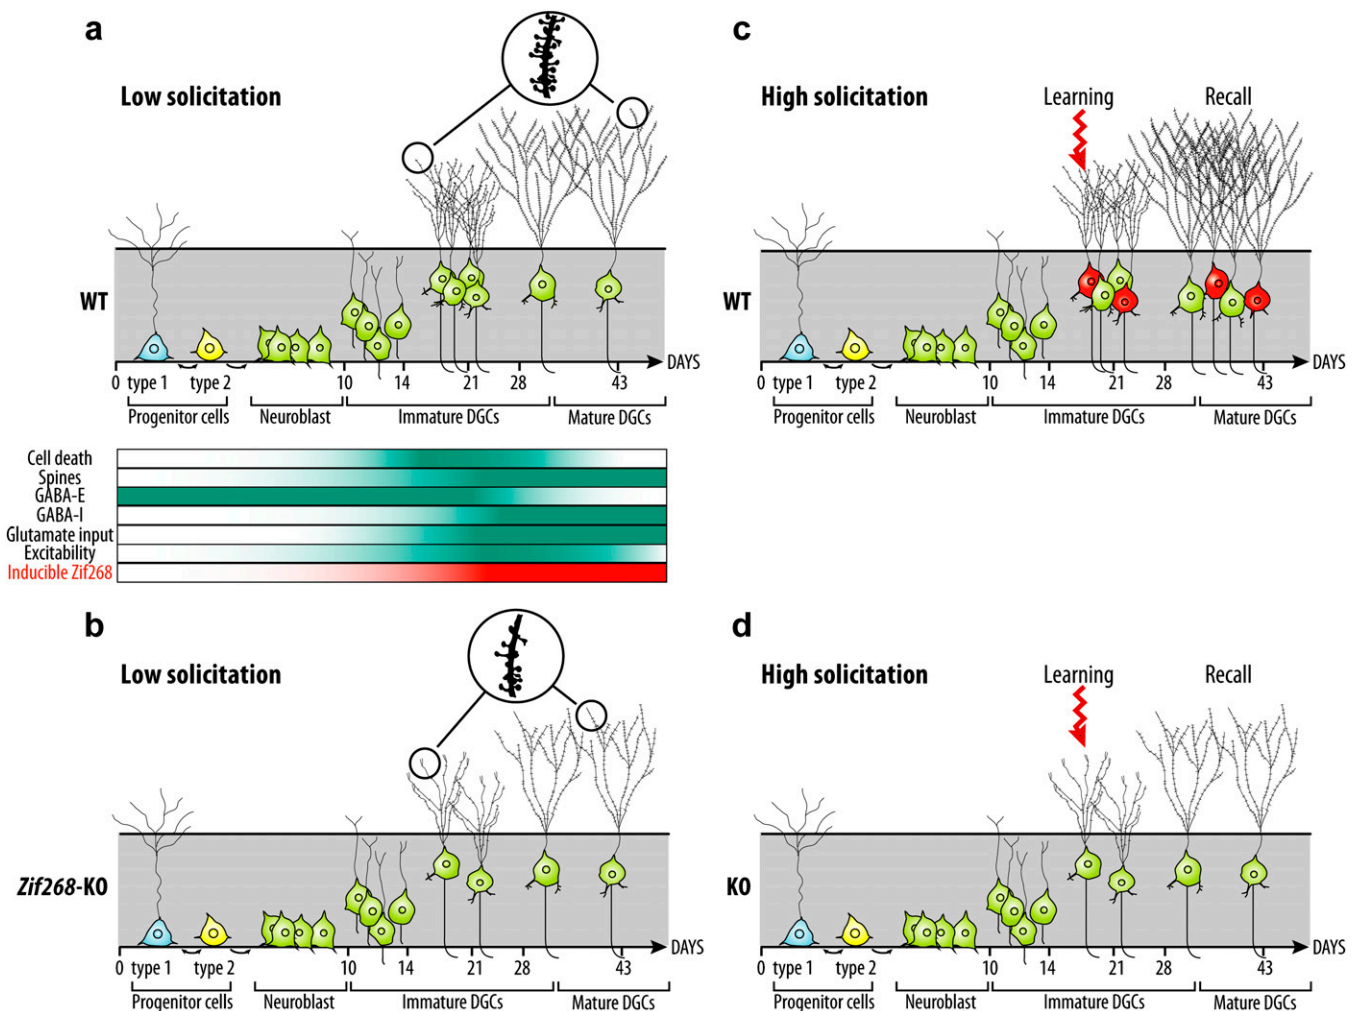 a
Low solicitation
WT
DAYS
0 type 1 type 2 10 14 21 28 43
Progenitor cells Neuroblast Immature DGCs Mature DGCs
Cell death
Spines
GABA-E
GABA-I
Glutamate input
Excitability
Inducible Zif268
b
Low solicitation
Zif268-KO
DAYS
0 type 1 type 2 10 14 21 28 43
Progenitor cells Neuroblast Immature DGCs Mature DGCs
c
High solicitation Learning Recall
WT
DAYS
0 type 1 type 2 10 14 21 28 43
Progenitor cells Neuroblast Immature DGCs Mature DGCs
d
High solicitation Learning Recall
KO
DAYS
0 type 1 type 2 10 14 21 28 43
Progenitor cells Neuroblast Immature DGCs Mature DGCs